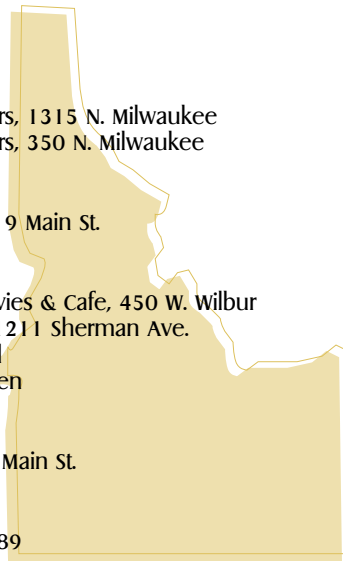 rs, 1315 N. Milwaukee
rs, 350 N. Milwaukee
9 Main St.
vies & Cafe, 450 W. Wilbur
211 Sherman Ave.
en
Main St.
89